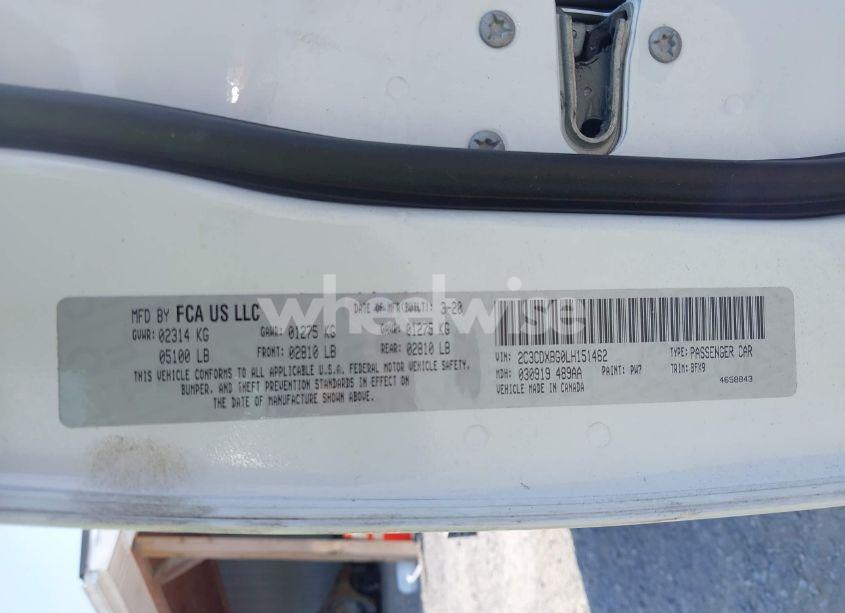 MFD BY FCA US LLC
DATE OF MFR(BUILT): 3-20
GVWR: 02314 KG
GAWR: 01275 KG
GAWR: 01275 KG
05100 LB
FRONT: 02810 LB
REAR: 02810 LB
THIS VEHICLE CONFORMS TO ALL APPLICABLE U.S.A. FEDERAL MOTOR VEHICLE SAFETY,
BUMPER, AND THEFT PREVENTION STANDARDS IN EFFECT ON
THE DATE OF MANUFACTURE SHOWN ABOVE.
VIN: 2C3CDXBG0LH151462
TYPE: PASSENGER CAR
MDH: 030919 489AA
PAINT: PW7
TRIM: BFX9
VEHICLE MADE IN CANADA
4658843
wheelwise